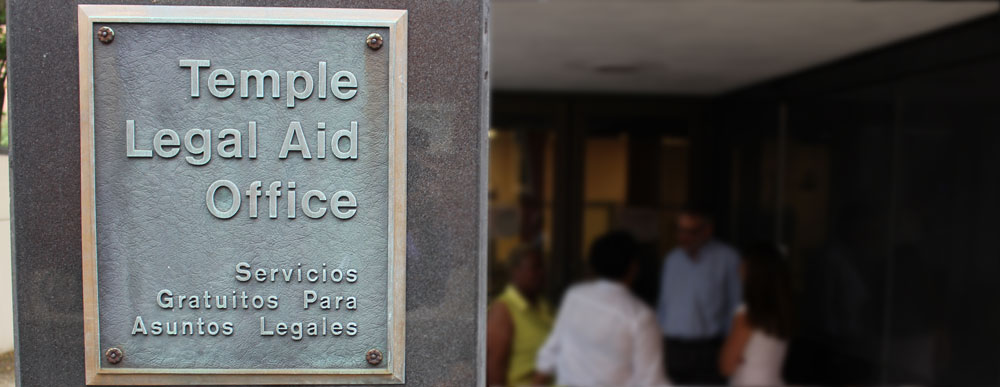 Temple
Legal Aid
Office
Servicios
Gratuitos Para
Asuntos Legales